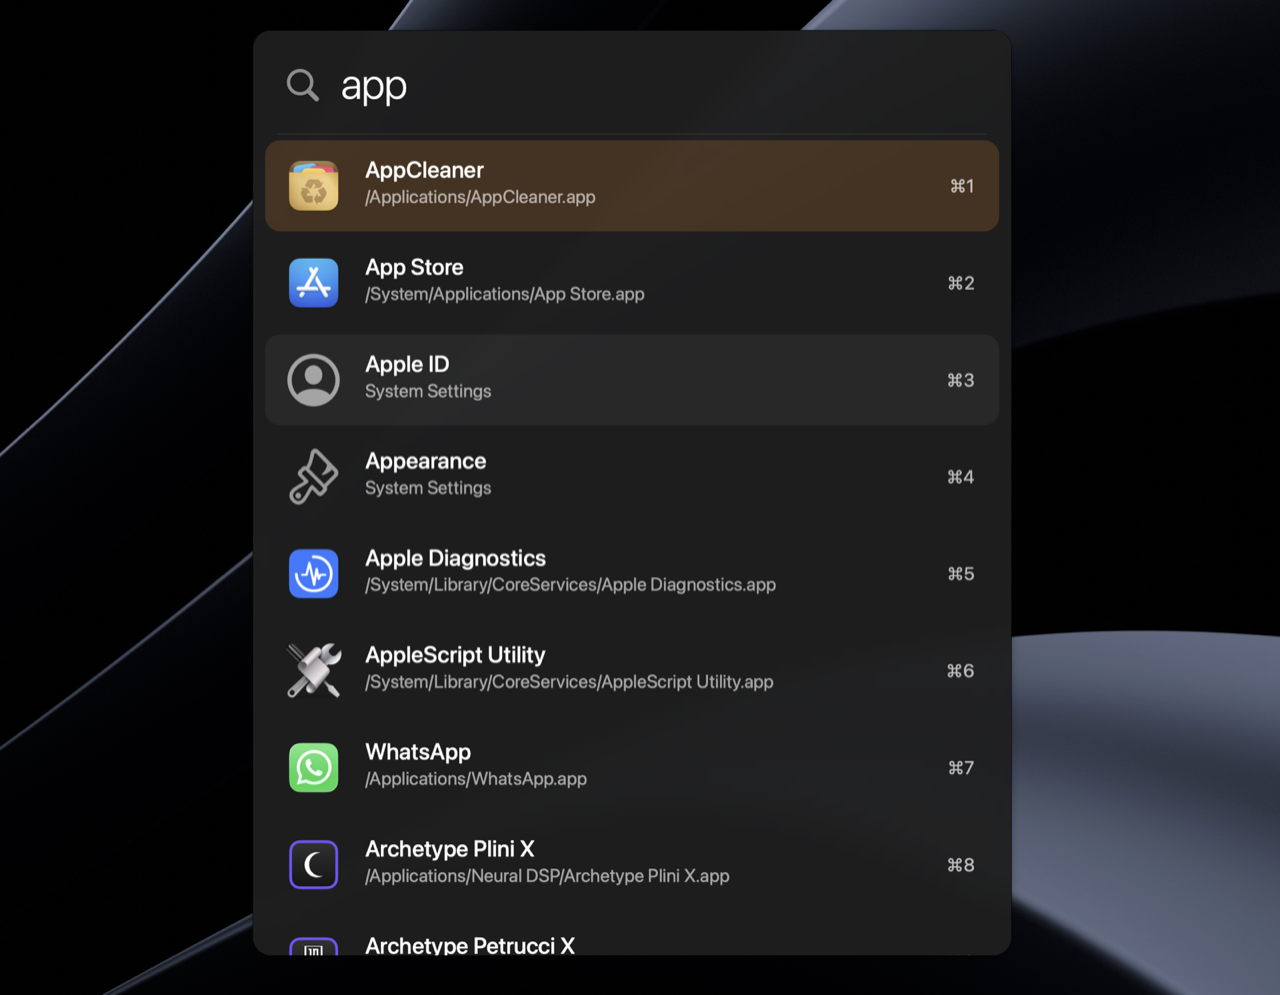 app
AppCleaner
/Applications/AppCleaner.app
⌘1
App Store
/System/Applications/App Store.app
⌘2
Apple ID
System Settings
⌘3
Appearance
System Settings
⌘4
Apple Diagnostics
/System/Library/CoreServices/Apple Diagnostics.app
⌘5
AppleScript Utility
/System/Library/CoreServices/AppleScript Utility.app
⌘6
WhatsApp
/Applications/WhatsApp.app
⌘7
Archetype Plini X
/Applications/Neural DSP/Archetype Plini X.app
⌘8
Archetype Petrucci X